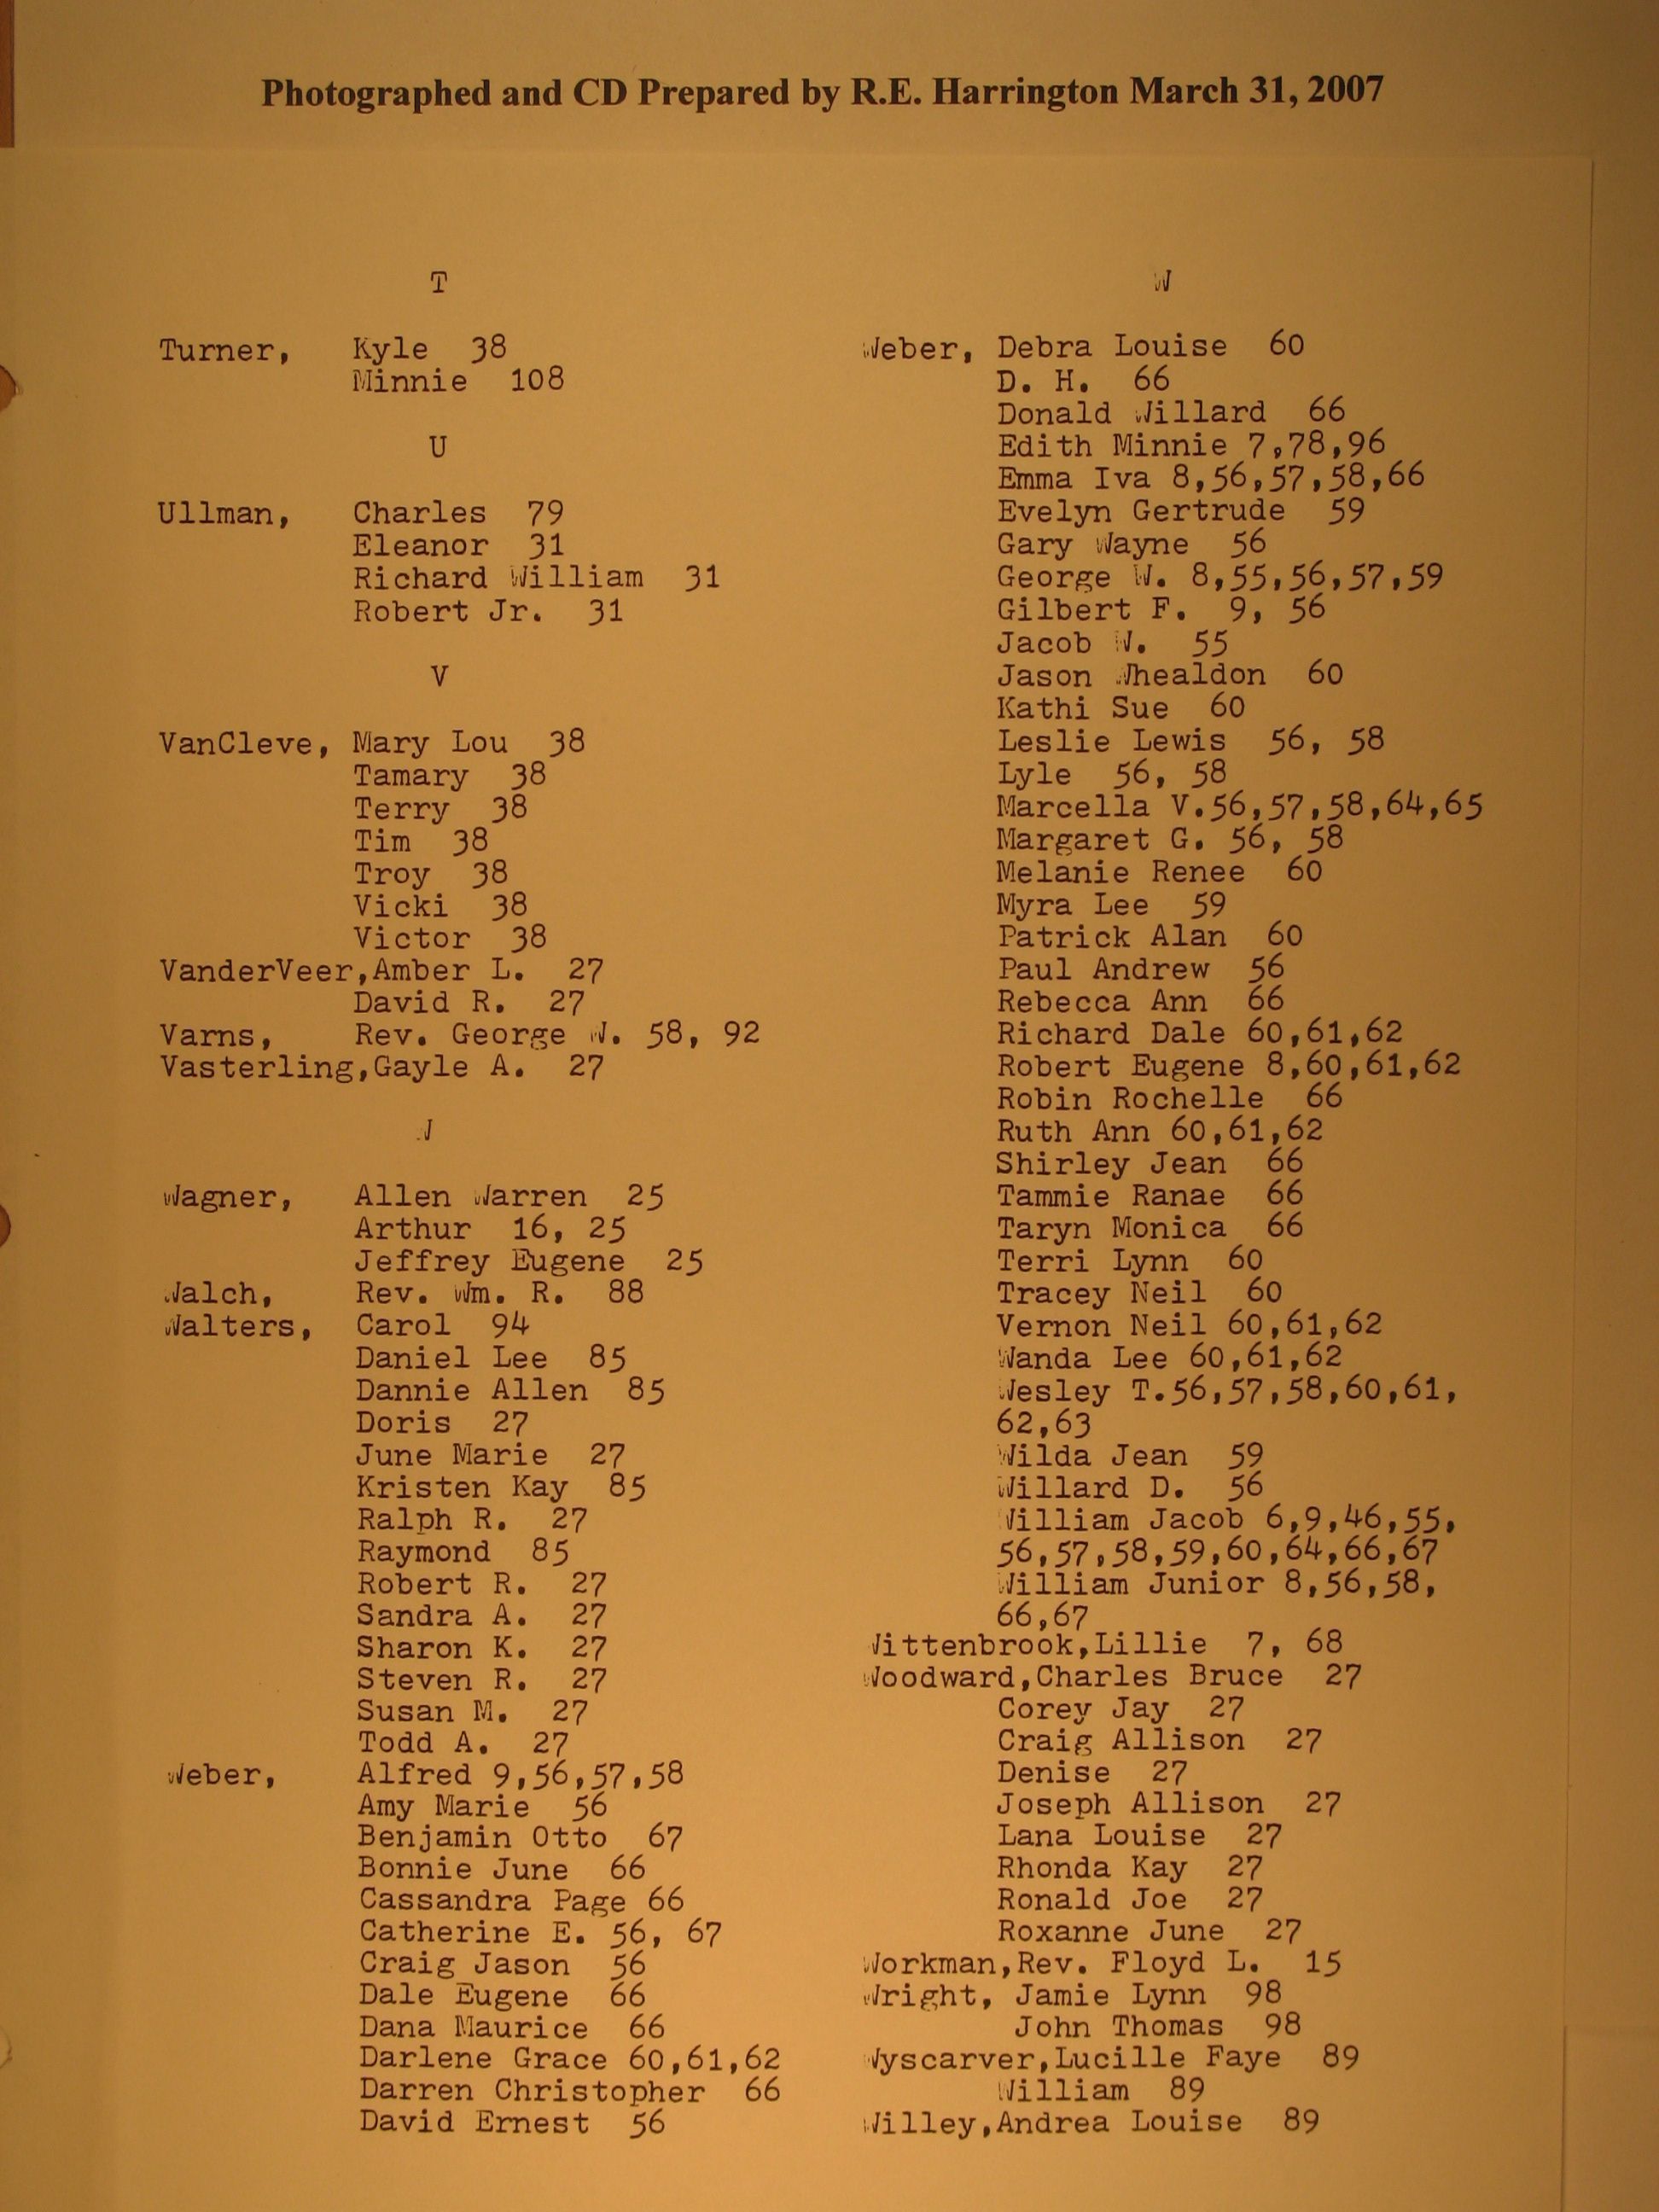 Photographed and CD Prepared by R.E. Harrington March 31, 2007
T
Turner, Kyle 38
Minnie 108
U
Ullman, Charles 79
Eleanor 31
Richard William 31
Robert Jr. 31
V
VanCleve, Mary Lou 38
Tamary 38
Terry 38
Tim 38
Troy 38
Vicki 38
Victor 38
VanderVeer,Amber L. 27
David R. 27
Varns, Rev. George W. 58, 92
Vasterling,Gayle A. 27
W
Wagner, Allen Warren 25
Arthur 16, 25
Jeffrey Eugene 25
Walch, Rev. Wm. R. 88
Walters, Carol 94
Daniel Lee 85
Dannie Allen 85
Doris 27
June Marie 27
Kristen Kay 85
Ralph R. 27
Raymond 85
Robert R. 27
Sandra A. 27
Sharon K. 27
Steven R. 27
Susan M. 27
Todd A. 27
Weber, Alfred 9,56,57,58
Amy Marie 56
Benjamin Otto 67
Bonnie June 66
Cassandra Page 66
Catherine E. 56, 67
Craig Jason 56
Dale Eugene 66
Dana Maurice 66
Darlene Grace 60,61,62
Darren Christopher 66
David Ernest 56
W
Weber, Debra Louise 60
D. H. 66
Donald Willard 66
Edith Minnie 7,78,96
Emma Iva 8,56,57,58,66
Evelyn Gertrude 59
Gary Wayne 56
George W. 8,55,56,57,59
Gilbert F. 9, 56
Jacob W. 55
Jason Whealdon 60
Kathi Sue 60
Leslie Lewis 56, 58
Lyle 56, 58
Marcella V.56,57,58,64,65
Margaret G. 56, 58
Melanie Renee 60
Myra Lee 59
Patrick Alan 60
Paul Andrew 56
Rebecca Ann 66
Richard Dale 60,61,62
Robert Eugene 8,60,61,62
Robin Rochelle 66
Ruth Ann 60,61,62
Shirley Jean 66
Tammie Ranae 66
Taryn Monica 66
Terri Lynn 60
Tracey Neil 60
Vernon Neil 60,61,62
Wanda Lee 60,61,62
Wesley T.56,57,58,60,61,
62,63
Wilda Jean 59
Willard D. 56
William Jacob 6,9,46,55,
56,57,58,59,60,64,66,67
William Junior 8,56,58,
66,67
Wittenbrook,Lillie 7, 68
Woodward,Charles Bruce 27
Corey Jay 27
Craig Allison 27
Denise 27
Joseph Allison 27
Lana Louise 27
Rhonda Kay 27
Ronald Joe 27
Roxanne June 27
Workman,Rev. Floyd L. 15
Wright, Jamie Lynn 98
John Thomas 98
Wyscarver,Lucille Faye 89
William 89
Willey,Andrea Louise 89